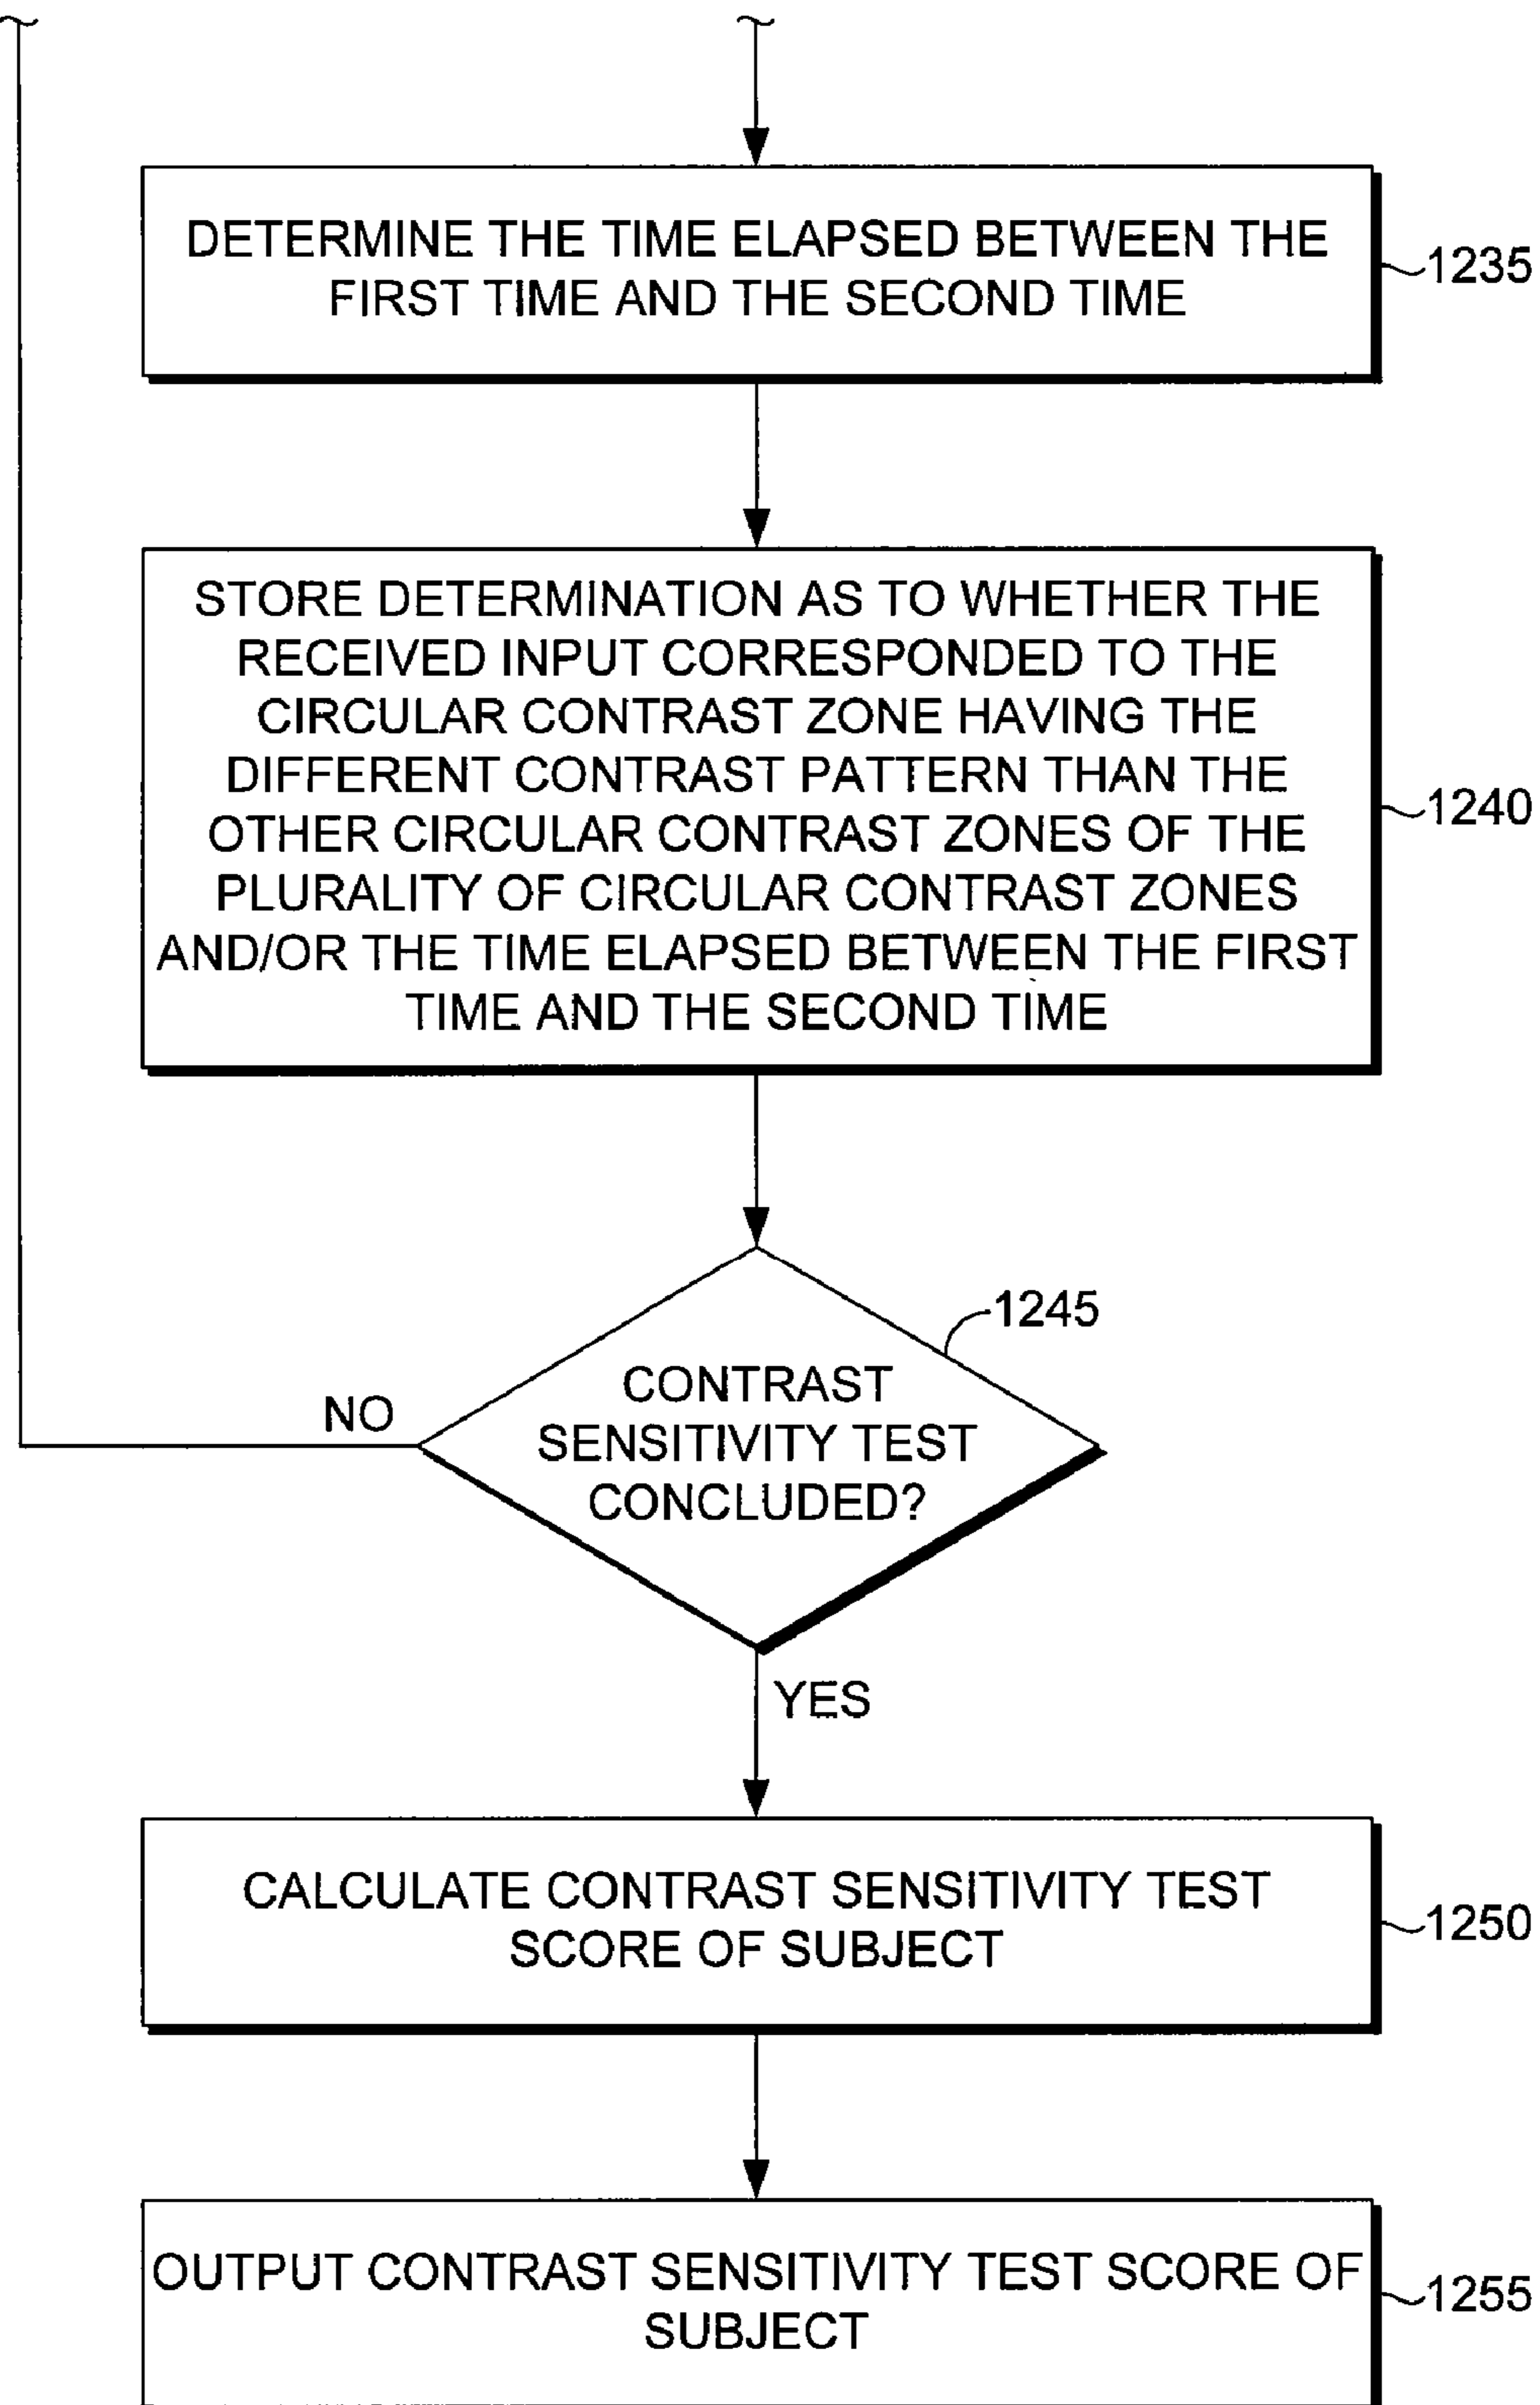 DETERMINE THE TIME ELAPSED BETWEEN THE
FIRST TIME AND THE SECOND TIME
1235
STORE DETERMINATION AS TO WHETHER THE
RECEIVED INPUT CORRESPONDED TO THE
CIRCULAR CONTRAST ZONE HAVING THE
DIFFERENT CONTRAST PATTERN THAN THE
OTHER CIRCULAR CONTRAST ZONES OF THE
PLURALITY OF CIRCULAR CONTRAST ZONES
AND/OR THE TIME ELAPSED BETWEEN THE FIRST
TIME AND THE SECOND TIME
1240
1245
CONTRAST
SENSITIVITY TEST
CONCLUDED?
NO
YES
CALCULATE CONTRAST SENSITIVITY TEST
SCORE OF SUBJECT
1250
OUTPUT CONTRAST SENSITIVITY TEST SCORE OF
SUBJECT
1255